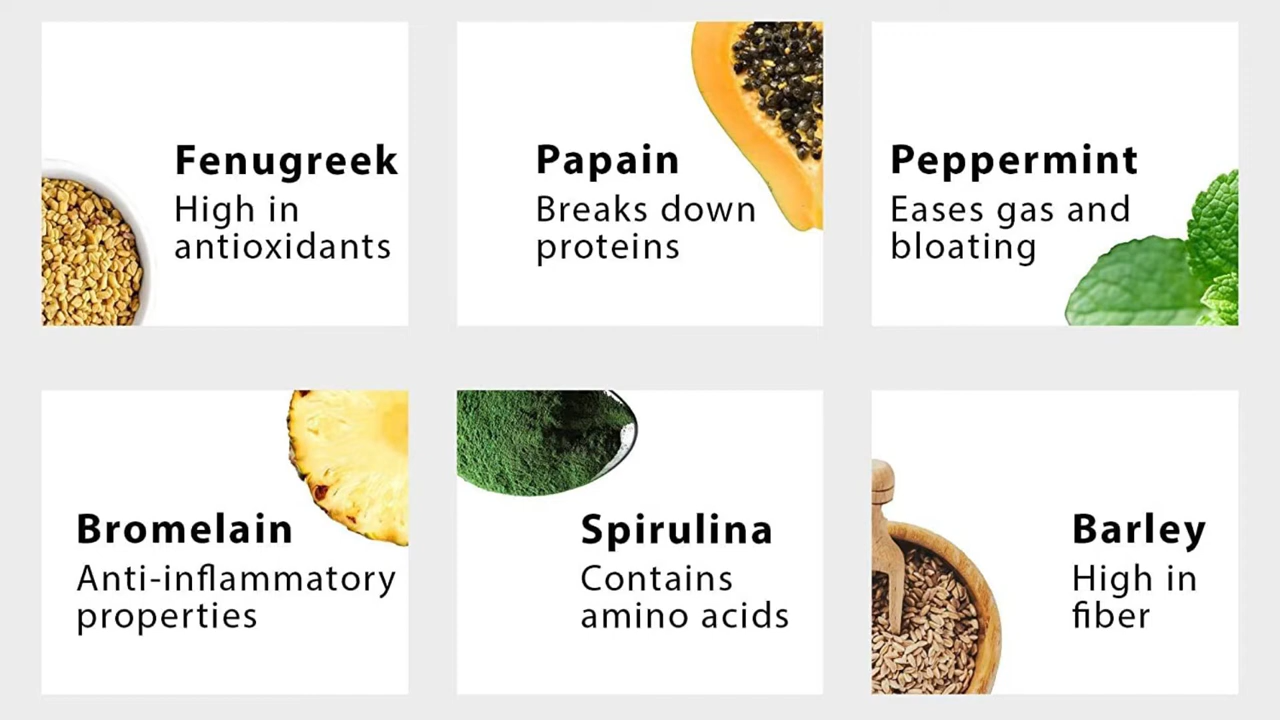 Fenugreek
High in
antioxidants
Papain
Breaks down
proteins
Peppermint
Eases gas and
bloating
Bromelain
Anti-inflammatory
properties
Spirulina
Contains
amino acids
Barley
High in
fiber